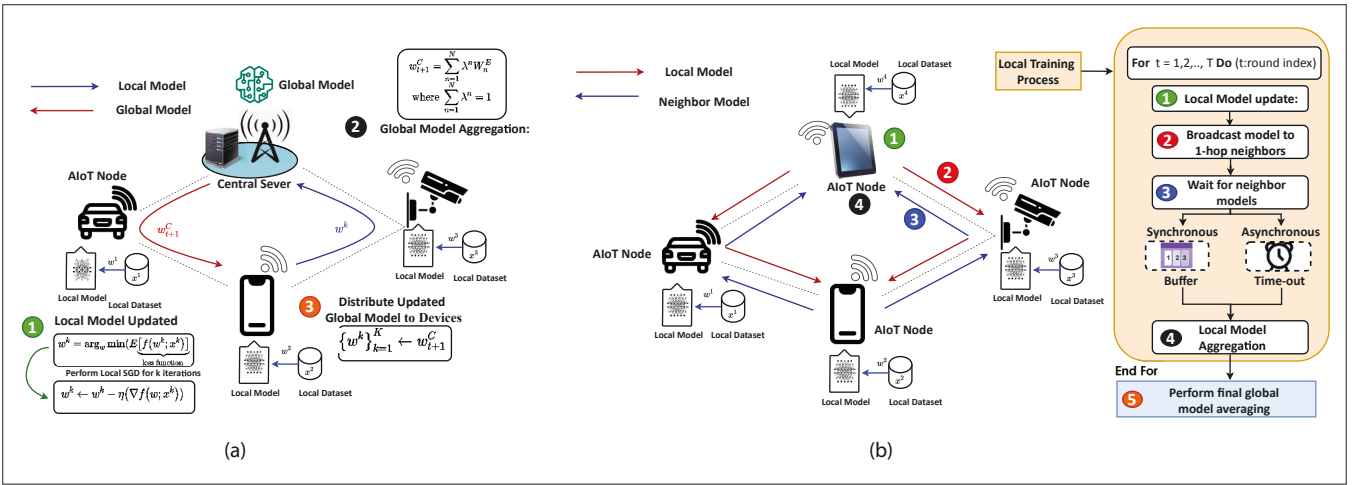 Local Model
Global Model
Global Model
w_{t+1}^C = \sum_{n=1}^{N} λ^n W_n^E
where \sum_{n=1}^{N} λ^n = 1
2
Global Model Aggregation:
Central Sever
AIoT Node
w_{t+1}^C
w^k
w^1
x^1
Local Model
Local Dataset
w^3
x^3
Local Model
Local Dataset
1
Local Model Updated
w^k = arg_w min(E[f(w^k; x^k)]
loss function
Perform Local SGD for k iterations
w^k ← w^k − η(∇f(w; x^k))
w^2
x^2
Local Model
Local Dataset
3
Distribute Updated
Global Model to Devices
{w^k}_{k=1}^K ← w_{t+1}^C
(a)
Local Model
Neighbor Model
Local Model
Local Dataset
w^4
x^4
1
AIoT Node
4
2
3
AIoT Node
w^3
x^3
Local Model
Local Dataset
AIoT Node
w^1
x^1
Local Model
Local Dataset
AIoT Node
w^2
x^2
Local Model
Local Dataset
(b)
Local Training
Process
For t = 1,2,.., T Do (t:round index)
1
Local Model update:
2
Broadcast model to
1-hop neighbors
3
Wait for neighbor
models
Synchronous
Asynchronous
1 2 3
Buffer
Time-out
4
Local Model
Aggregation
End For
5
Perform final global
model averaging